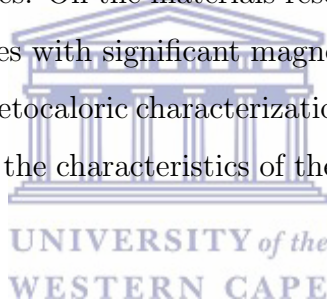 es. On the materials rese
es with significant magne
etocaloric characterizatio
the characteristics of the
UNIVERSITY of the
WESTERN CAPE